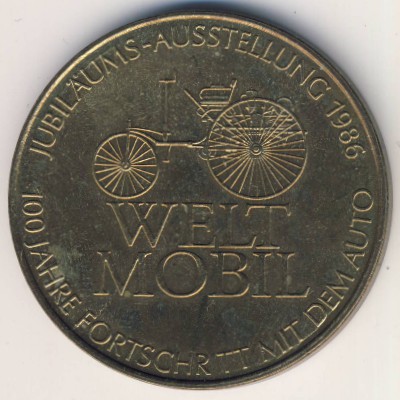 JUBILÄUMS-AUSSTELLUNG 1986
WELT
MOBIL
100 JAHRE FORTSCHRITT MIT DEM AUTO